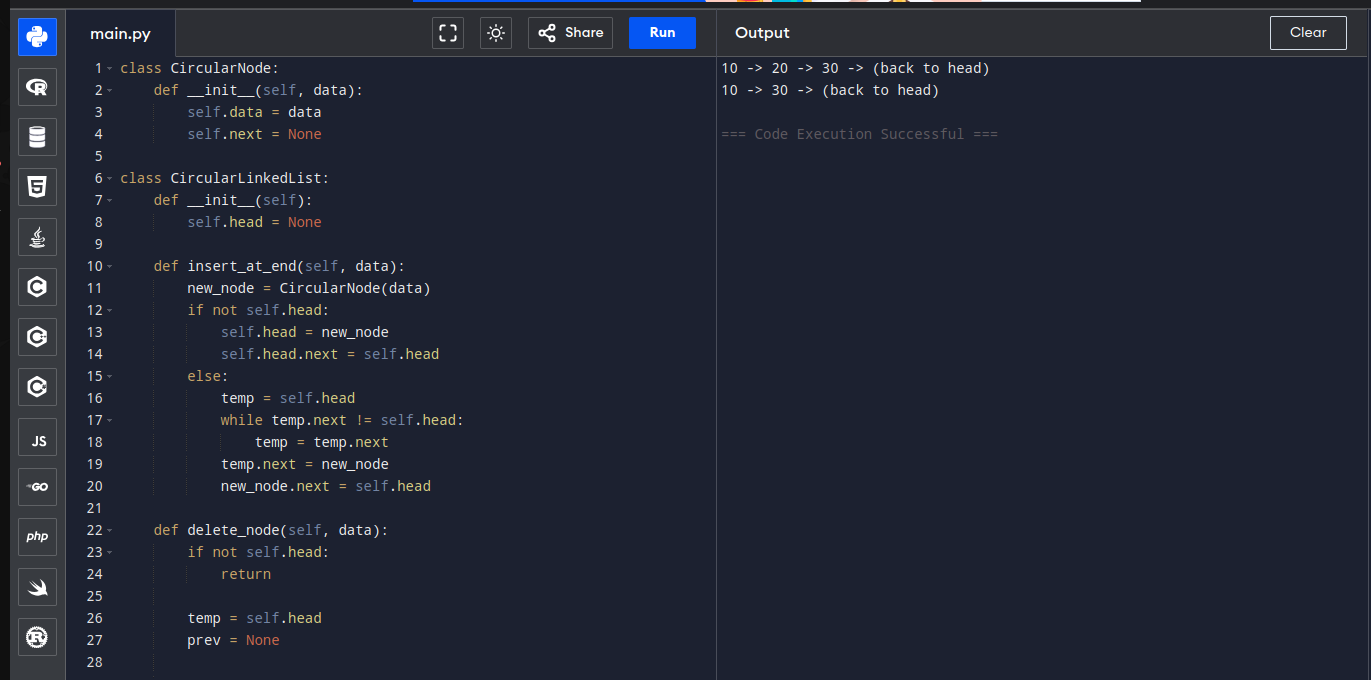 main.py
Share
Run
Output
Clear
1 class CircularNode:
2     def __init__(self, data):
3         self.data = data
4         self.next = None
5
6 class CircularLinkedList:
7     def __init__(self):
8         self.head = None
9
10     def insert_at_end(self, data):
11         new_node = CircularNode(data)
12         if not self.head:
13             self.head = new_node
14             self.head.next = self.head
15         else:
16             temp = self.head
17             while temp.next != self.head:
18                 temp = temp.next
19             temp.next = new_node
20             new_node.next = self.head
21
22     def delete_node(self, data):
23         if not self.head:
24             return
25
26         temp = self.head
27         prev = None
28
10 -> 20 -> 30 -> (back to head)
10 -> 30 -> (back to head)
=== Code Execution Successful ===
R
5
C
C
C
JS
GO
php
R